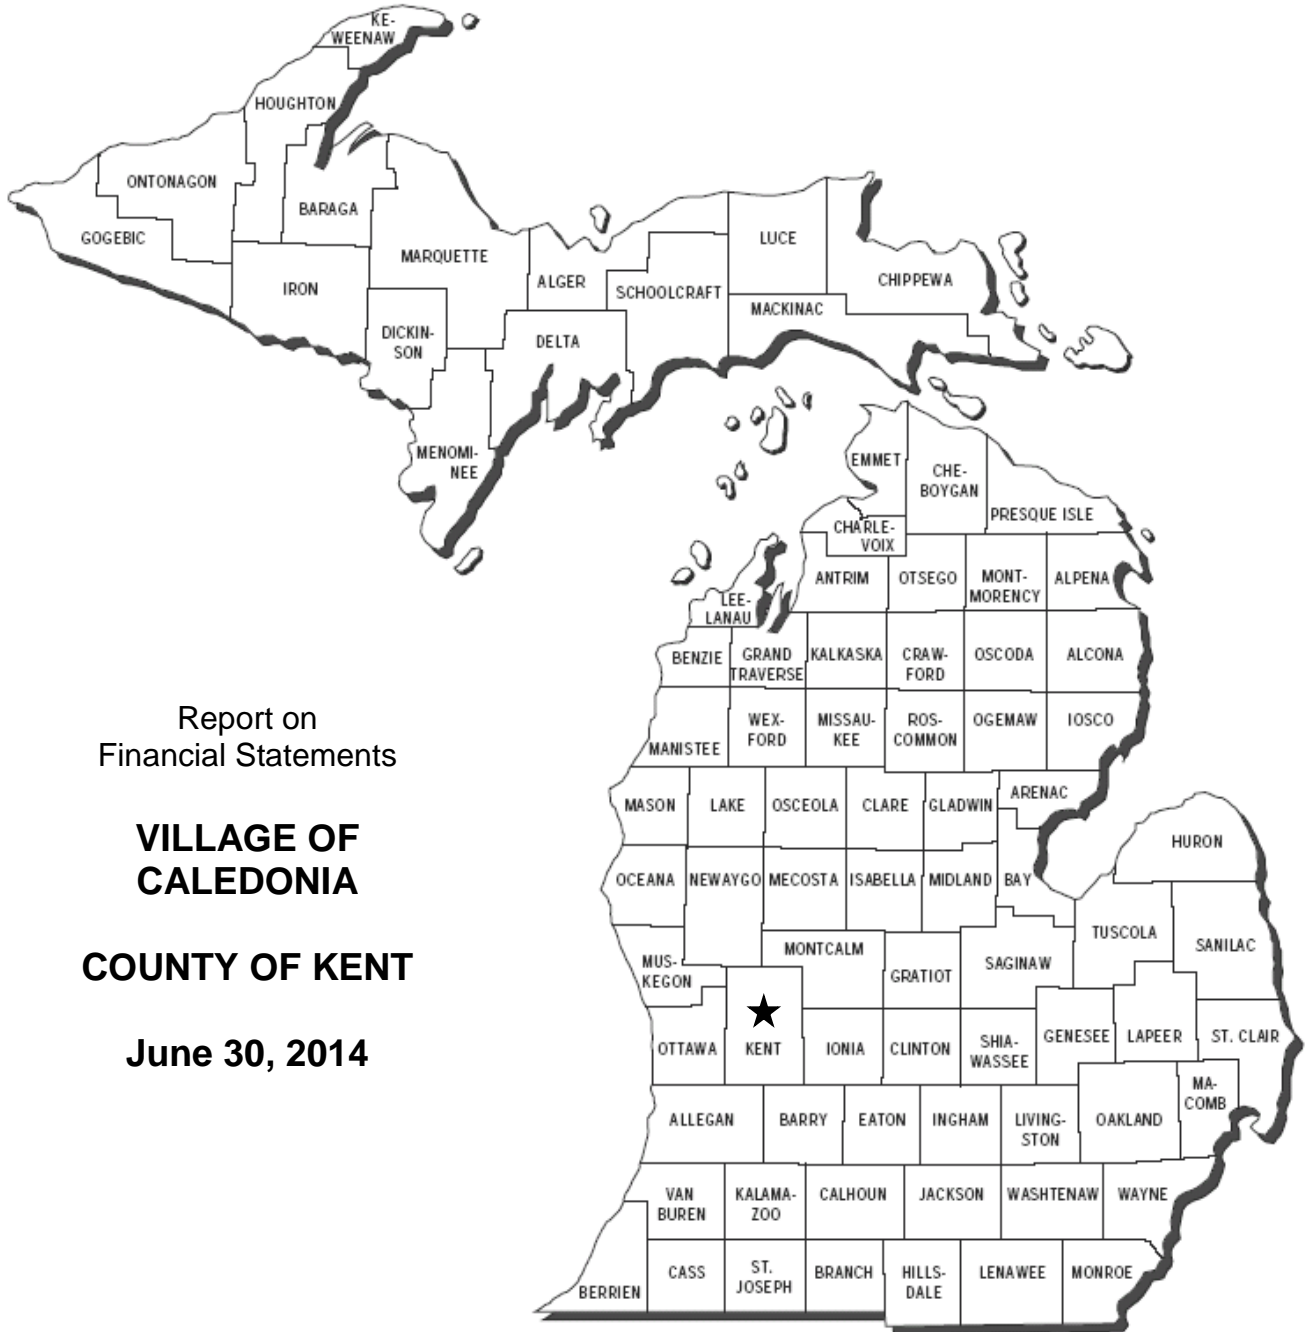 KE-
WEENAW
HOUGHTON
ONTONAGON
BARAGA
GOGEBIC
MARQUETTE
IRON
ALGER
SCHOOLCRAFT
LUCE
CHIPPEWA
MACKINAC
DICKIN-
SON
DELTA
MENOMI-
NEE
EMMET
CHE-
BOYGAN
PRESQUE ISLE
CHARLE-
VOIX
ANTRIM
OTSEGO
MONT-
MORENCY
ALPENA
LEE-
LANAU
BENZIE
GRAND
TRAVERSE
KALKASKA
CRAW-
FORD
OSCODA
ALCONA
MANISTEE
WEX-
FORD
MISSAU-
KEE
ROS-
COMMON
OGEMAW
IOSCO
Report on
Financial Statements
VILLAGE OF
CALEDONIA
COUNTY OF KENT
June 30, 2014
MASON
LAKE
OSCEOLA
CLARE
GLADWIN
ARENAC
HURON
OCEANA
NEWAYGO
MECOSTA
ISABELLA
MIDLAND
BAY
TUSCOLA
SANILAC
MUS-
KEGON
MONTCALM
GRATIOT
SAGINAW
OTTAWA
KENT
IONIA
CLINTON
SHIA-
WASSEE
GENESEE
LAPEER
ST. CLAIR
MA-
COMB
ALLEGAN
BARRY
EATON
INGHAM
LIVING-
STON
OAKLAND
VAN
BUREN
KALAMA-
ZOO
CALHOUN
JACKSON
WASHTENAW
WAYNE
BERRIEN
CASS
ST.
JOSEPH
BRANCH
HILLS-
DALE
LENAWEE
MONROE